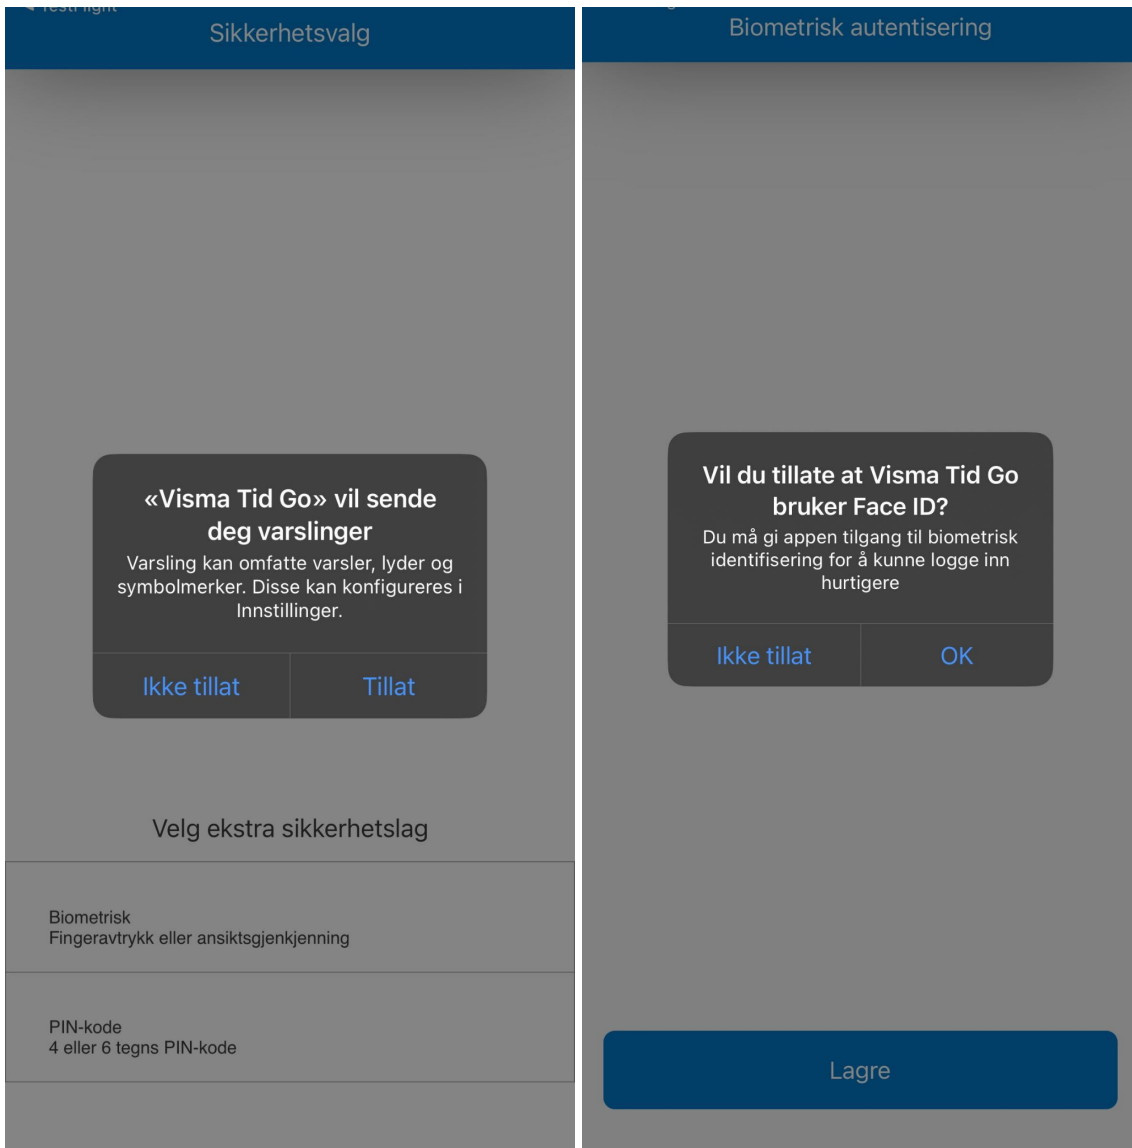 TestFlight
Sikkerhetsvalg
«Visma Tid Go» vil sende
deg varslinger
Varsling kan omfatte varsler, lyder og
symbolmerker. Disse kan konfigureres i
Innstillinger.
Ikke tillat
Tillat
Velg ekstra sikkerhetslag
Biometrisk
Fingeravtrykk eller ansiktsgjenkjenning
PIN-kode
4 eller 6 tegns PIN-kode
Biometrisk autentisering
Vil du tillate at Visma Tid Go
bruker Face ID?
Du må gi appen tilgang til biometrisk
identifisering for å kunne logge inn
hurtigere
Ikke tillat
OK
Lagre